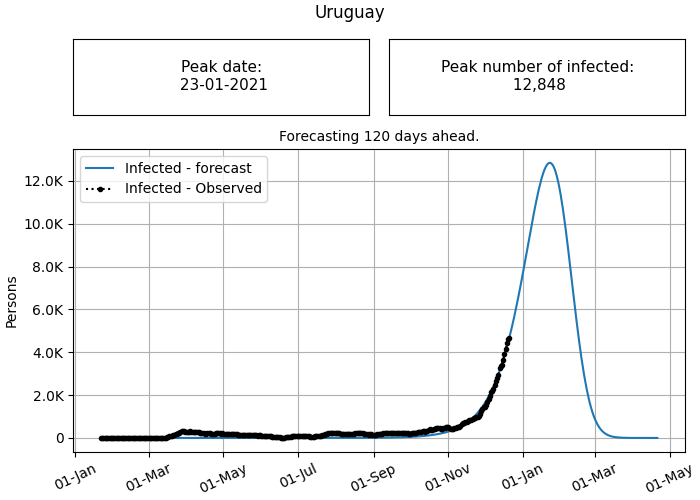 Uruguay
Peak date:
23-01-2021
Peak number of infected:
12,848
Forecasting 120 days ahead.
Infected - forecast
Infected - Observed
12.0K
10.0K
8.0K
6.0K
4.0K
2.0K
0
Persons
01-Jan
01-Mar
01-May
01-Jul
01-Sep
01-Nov
01-Jan
01-Mar
01-May